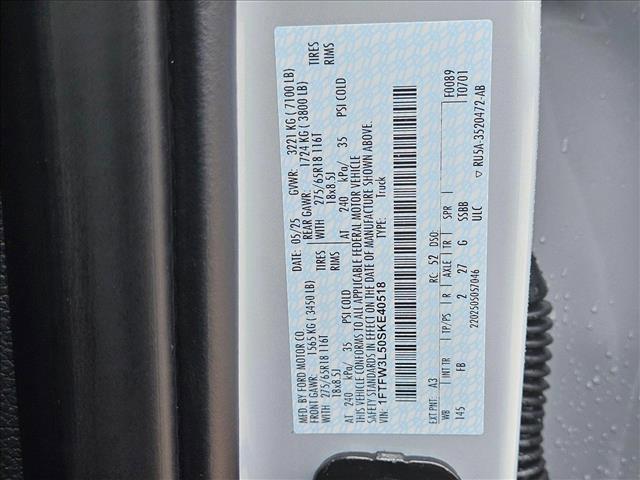 MFD. BY FORD MOTOR CO. DATE: 05/25 GVWR: 3221 KG ( 7100 LB)
FRONT GAWR: 1565 KG ( 3450 LB) REAR GAWR: 1724 KG ( 3800 LB)
WITH 275/65R18 116T TIRES WITH 275/65R18 116T TIRES
18x8.5J RIMS 18x8.5J RIMS
AT 240 kPa/ 35 PSI COLD AT 240 kPa/ 35 PSI COLD
THIS VEHICLE CONFORMS TO ALL APPLICABLE FEDERAL MOTOR VEHICLE
SAFETY STANDARDS IN EFFECT ON THE DATE OF MANUFACTURE SHOWN ABOVE.
VIN: 1FTFW3L50SKE40518 TYPE: Truck
EXT PNT: A3 RC: 52 DSO: F0089
WB INT TR TP/PS R AXLE TR SPR T0701
145 FB 2 27 G SSBB
22025050S7046 ULC ▽ RU5A-3520472-AB